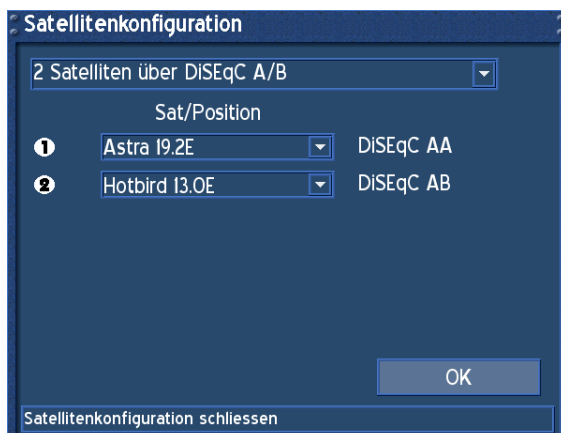 Satellitenkonfiguration
2 Satelliten über DiSEqC A/B
Sat/Position
1 Astra 19.2E DiSEqC AA
2 Hotbird 13.0E DiSEqC AB
OK
Satellitenkonfiguration schliessen